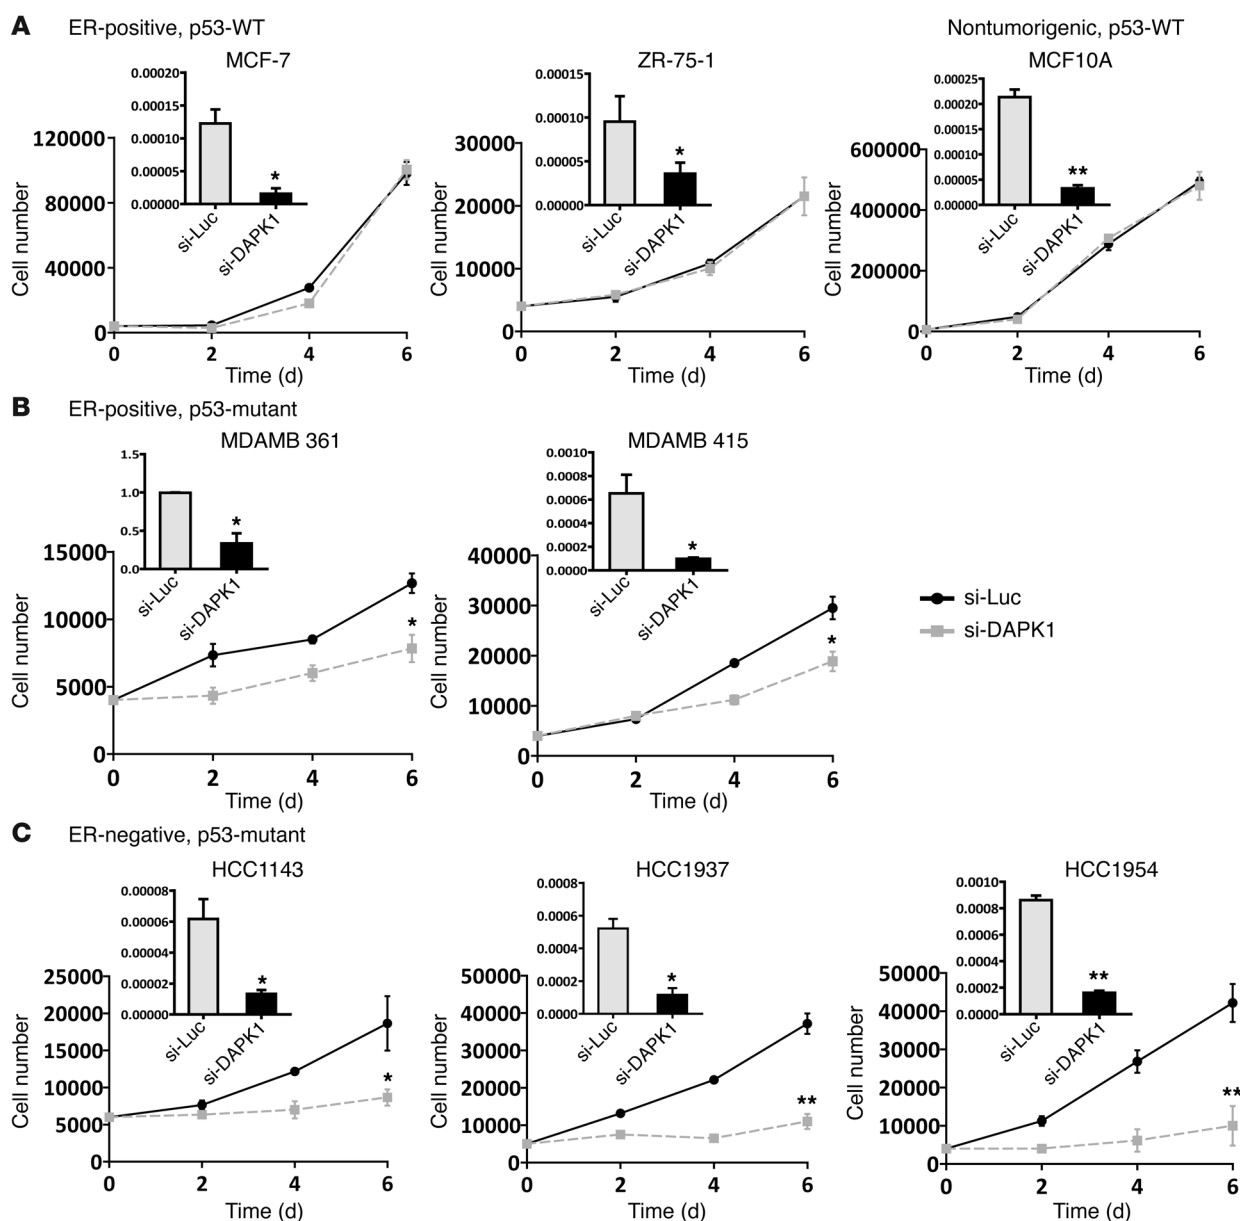 A ER-positive, p53-WT Nontumorigenic, p53-WT
MCF-7 ZR-75-1 MCF10A
0.00020
0.00015
0.00010
0.00005
0.00000
si-Luc
si-DAPK1
*
120000
80000
40000
0
Cell number
0 2 4 6
Time (d)
0.00015
0.00010
0.00005
0.00000
si-Luc
si-DAPK1
*
30000
20000
10000
0
Cell number
0 2 4 6
Time (d)
0.00025
0.00020
0.00015
0.00010
0.00005
0.00000
si-Luc
si-DAPK1
**
600000
400000
200000
0
Cell number
0 2 4 6
Time (d)
B ER-positive, p53-mutant
MDAMB 361 MDAMB 415
1.5
1.0
0.5
0.0
si-Luc
si-DAPK1
*
15000
10000
5000
0
*
Cell number
0 2 4 6
Time (d)
0.0010
0.0008
0.0006
0.0004
0.0002
0.0000
si-Luc
si-DAPK1
*
40000
30000
20000
10000
0
*
Cell number
0 2 4 6
Time (d)
si-Luc
si-DAPK1
C ER-negative, p53-mutant
HCC1143 HCC1937 HCC1954
0.00008
0.00006
0.00004
0.00002
0.00000
si-Luc
si-DAPK1
*
25000
20000
15000
10000
5000
0
*
Cell number
0 2 4 6
Time (d)
0.0008
0.0006
0.0004
0.0002
0.0000
si-Luc
si-DAPK1
*
50000
40000
30000
20000
10000
0
**
Cell number
0 2 4 6
Time (d)
0.0010
0.0008
0.0006
0.0004
0.0002
0.0000
si-Luc
si-DAPK1
**
50000
40000
30000
20000
10000
0
**
Cell number
0 2 4 6
Time (d)